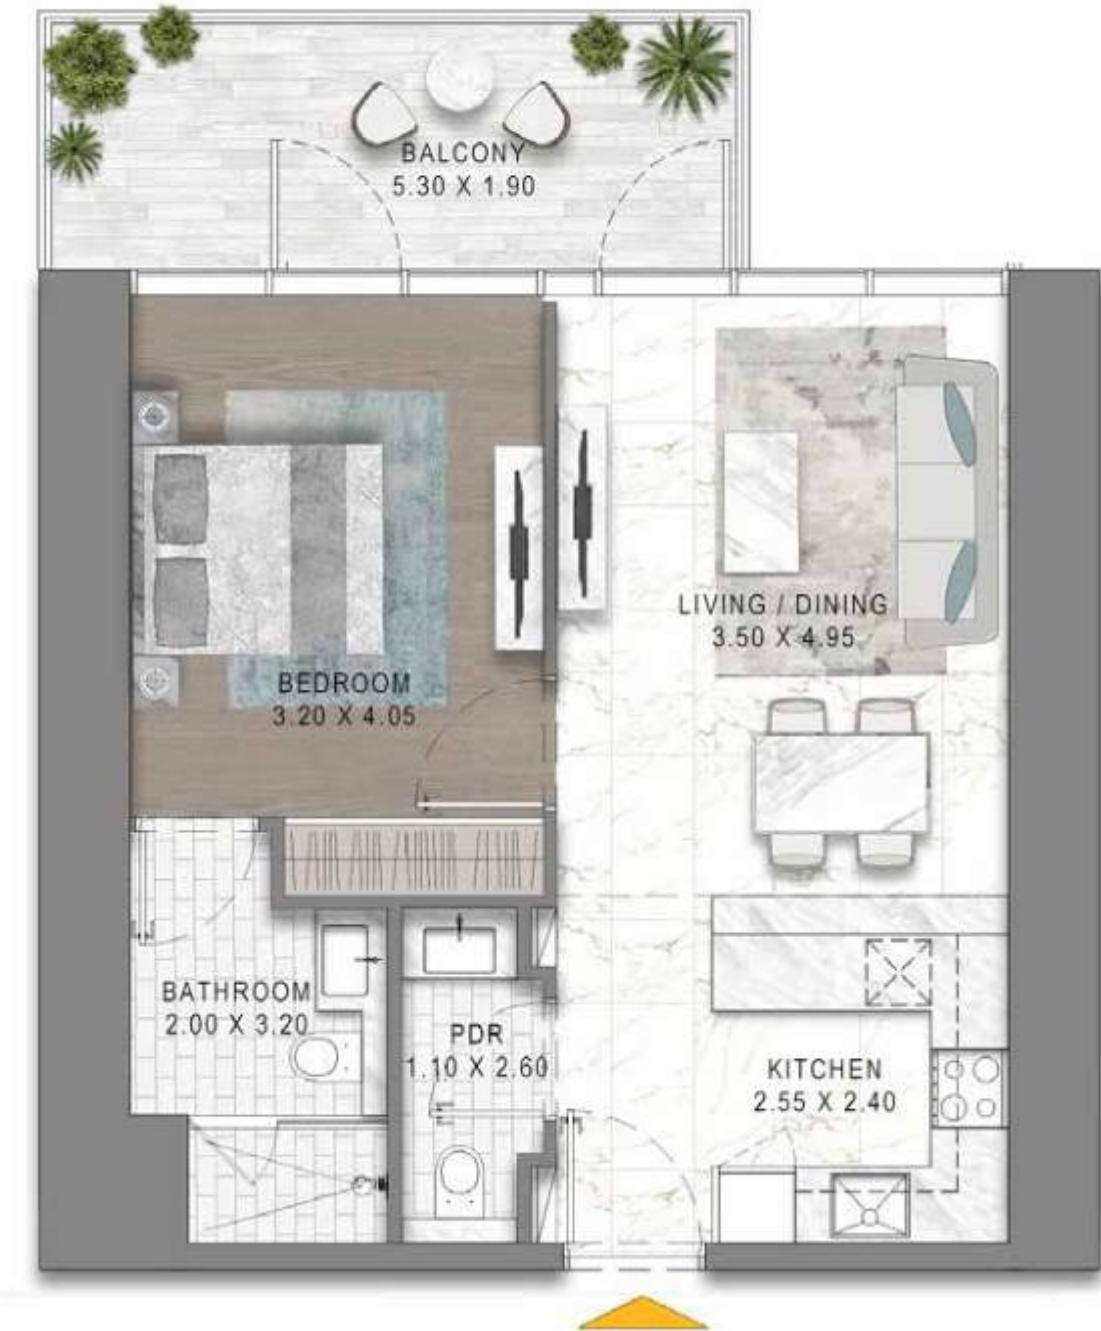 BALCONY
5.30 X 1.90
LIVING / DINING
3.50 X 4.95
BEDROOM
3.20 X 4.05
BATHROOM
2.00 X 3.20
PDR
1.10 X 2.60
KITCHEN
2.55 X 2.40